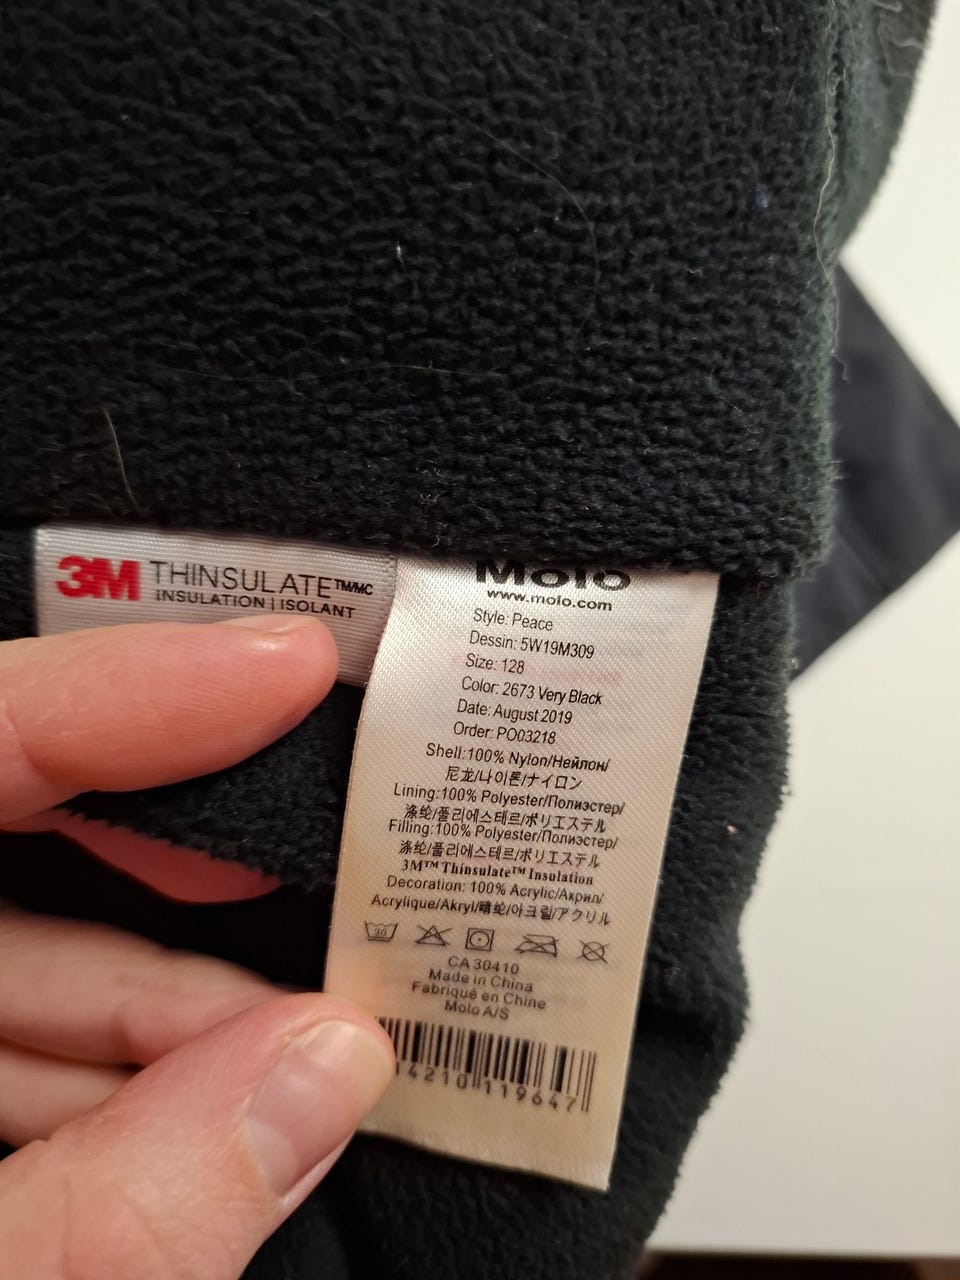 3M THINSULATE™/MC
INSULATION | ISOLANT
Molo
www.molo.com
Style: Peace
Dessin: 5W19M309
Size: 128
Color: 2673 Very Black
Date: August 2019
Order: PO03218
Shell:100% Nylon/Нейлон/
尼龙/나이론/ナイロン
Lining:100% Polyester/Полиэстер/
涤纶/폴리에스테르/ポリエステル
Filling:100% Polyester/Полиэстер/
涤纶/폴리에스테르/ポリエステル
3M™ Thinsulate™ Insulation
Decoration: 100% Acrylic/Акрил/
Acrylique/Akryl/晴纶/아크릴/アクリル
30
CA 30410
Made in China
Fabriqué en Chine
Molo A/S
14210 119647